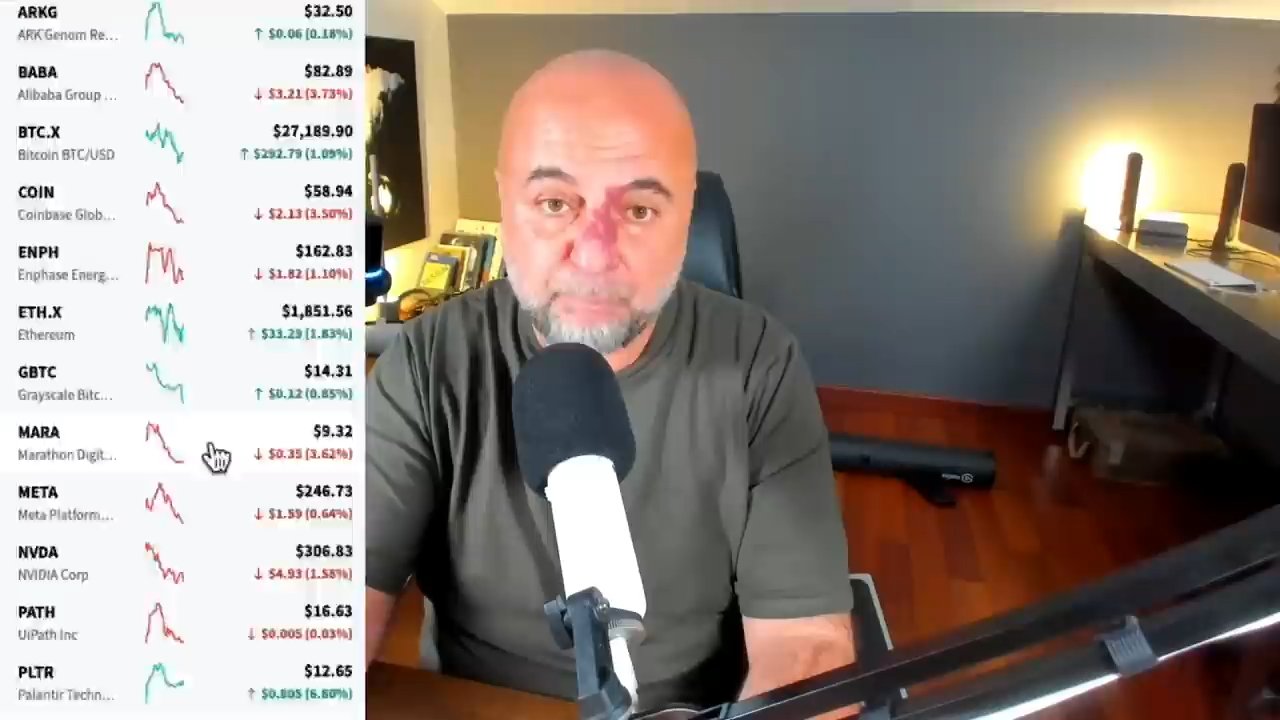 ARKG
$32.50
ARK Genom Re...
↑ $0.06 (0.18%)
BABA
$82.89
Alibaba Group ...
↓ $3.21 (3.73%)
BTC.X
$27,189.90
Bitcoin BTC/USD
↑ $292.79 (1.09%)
COIN
$58.94
Coinbase Glob...
↓ $2.13 (3.50%)
ENPH
$162.83
Enphase Energ...
↓ $1.82 (1.10%)
ETH.X
$1,851.56
Ethereum
↑ $33.29 (1.83%)
GBTC
$14.31
Grayscale Bitc...
↑ $0.12 (0.85%)
MARA
$9.32
Marathon Digit...
↓ $0.35 (3.62%)
META
$246.73
Meta Platform...
↓ $1.59 (0.64%)
NVDA
$306.83
NVIDIA Corp
↓ $4.93 (1.58%)
PATH
$16.63
UiPath Inc
↓ $0.005 (0.03%)
PLTR
$12.65
Palantir Techn...
↑ $0.805 (6.80%)